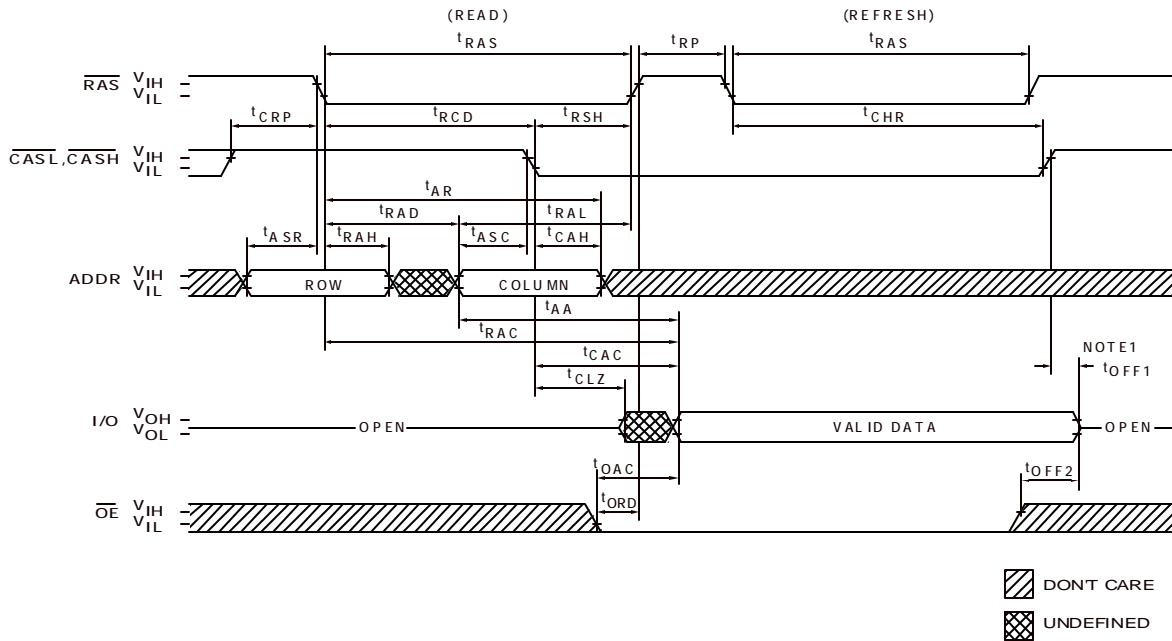 (READ) (REFRESH)
tRAS tRP tRAS
RAS VIH
VIL
tCRP tRCD tRSH tCHR
CASL,CASH VIH
VIL
tAR
tRAD tRAL
tASR tRAH tASC tCAH
ADDR VIH
VIL
ROW COLUMN
tAA
tRAC
tCAC NOTE1
tCLZ tOFF1
I/O VOH
VOL
OPEN VALID DATA OPEN
tOAC tOFF2
tORD
OE VIH
VIL
DON'T CARE
UNDEFINED